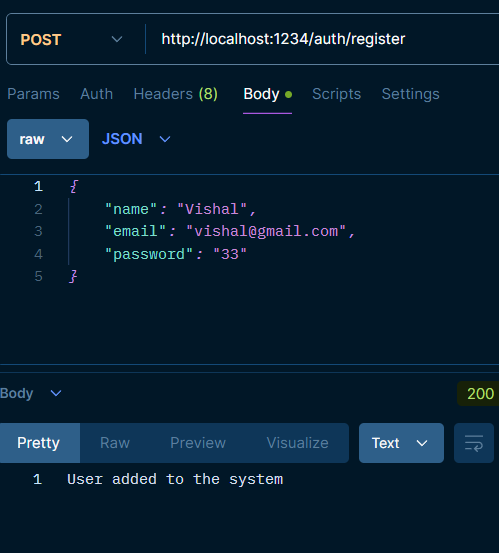 POST http://localhost:1234/auth/register
Params Auth Headers (8) Body Scripts Settings
raw JSON
1 {
2 "name": "Vishal",
3 "email": "vishal@gmail.com",
4 "password": "33"
5 }
Body 200
Pretty Raw Preview Visualize Text
1 User added to the system